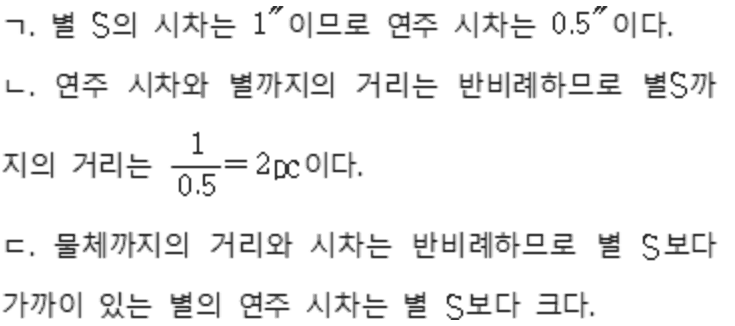 ㄱ. 별 S의 시차는 1″이므로 연주 시차는 0.5″이다.
ㄴ. 연주 시차와 별까지의 거리는 반비례하므로 별S까
지의 거리는 1/0.5=2pc이다.
ㄷ. 물체까지의 거리와 시차는 반비례하므로 별 S보다
가까이 있는 별의 연주 시차는 별 S보다 크다.